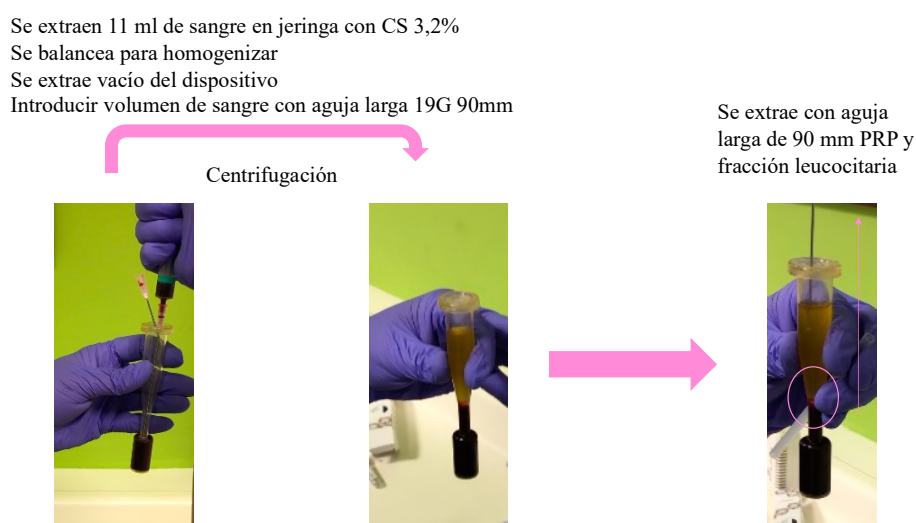 Se extraen 11 ml de sangre en jeringa con CS 3,2%
Se balancea para homogenizar
Se extrae vacío del dispositivo
Introducir volumen de sangre con aguja larga 19G 90mm
Centrifugación
Se extrae con aguja
larga de 90 mm PRP y
fracción leucocitaria